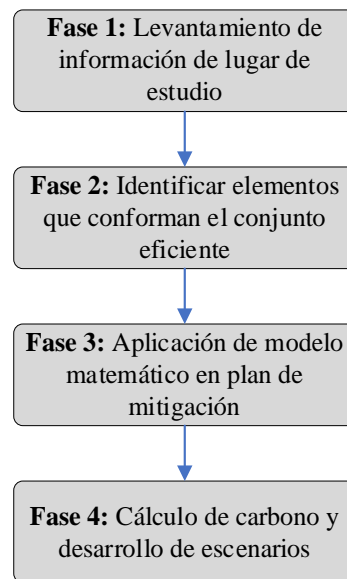 Fase 1: Levantamiento de
información de lugar de
estudio
Fase 2: Identificar elementos
que conforman el conjunto
eficiente
Fase 3: Aplicación de modelo
matemático en plan de
mitigación
Fase 4: Cálculo de carbono y
desarrollo de escenarios